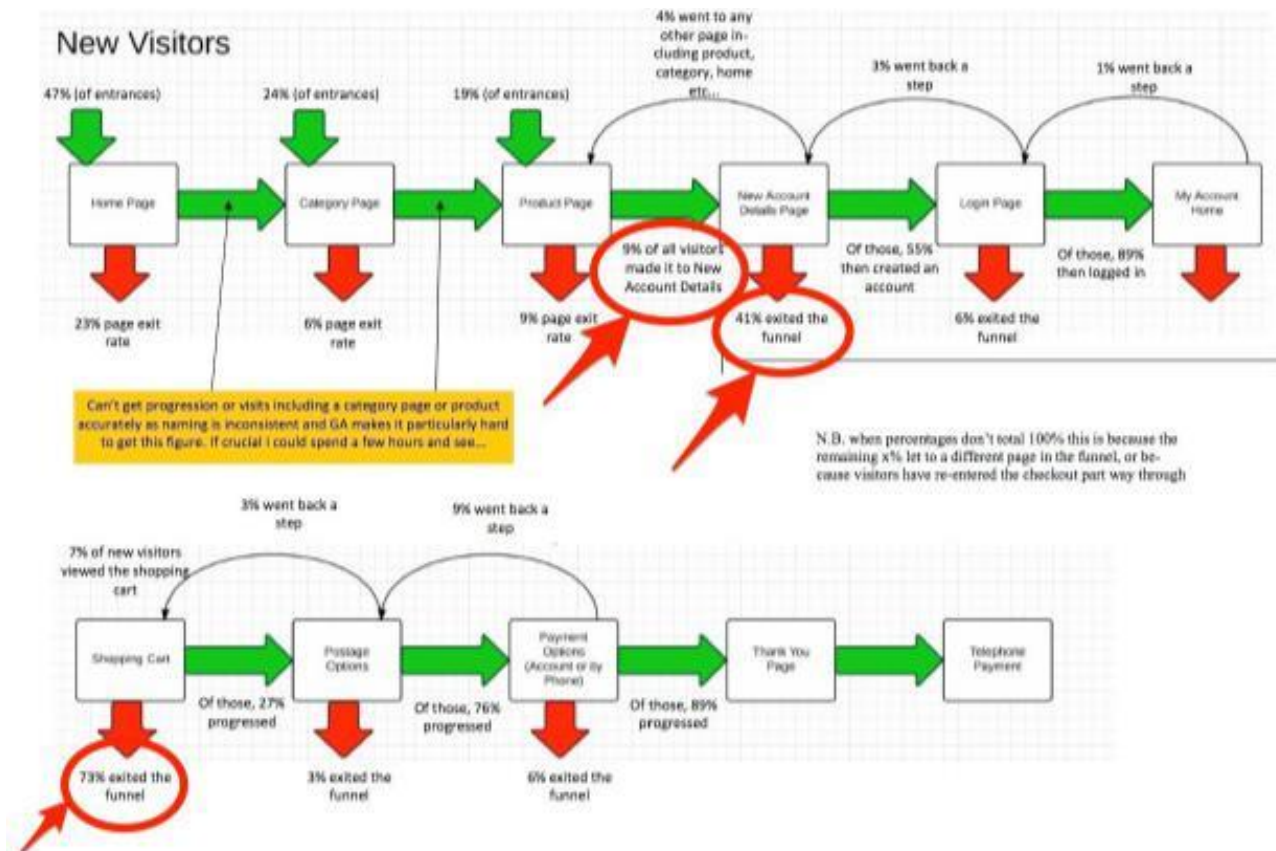 New Visitors
47% (of entrances)
24% (of entrances)
19% (of entrances)
4% went to any
other page in-
cluding product,
category, home
etc...
3% went back a
step
1% went back a
step
Home Page
Category Page
Product Page
New Account
Details Page
Login Page
My Account
Home
9% of all visitors
made it to New
Account Details
Of those, 55%
then created an
account
Of those, 89%
then logged in
23% page exit
rate
6% page exit
rate
9% page exit
rate
41% exited the
funnel
6% exited the
funnel
Can't get progression or visits including a category page or product
accurately as naming is inconsistent and GA makes it particularly hard
to get this figure. If crucial I could spend a few hours and see...
N.B. when percentages don't total 100% this is because the
remaining x% let to a different page in the funnel, or be-
cause visitors have re-entered the checkout part way through
7% of new visitors
viewed the shopping
cart
3% went back a
step
9% went back a
step
Shopping Cart
Postage
Options
Payment
Options
(Account or by
Phone)
Thank You
Page
Telephone
Payment
Of those, 27%
progressed
Of those, 76%
progressed
Of those, 89%
progressed
73% exited the
funnel
3% exited the
funnel
6% exited the
funnel